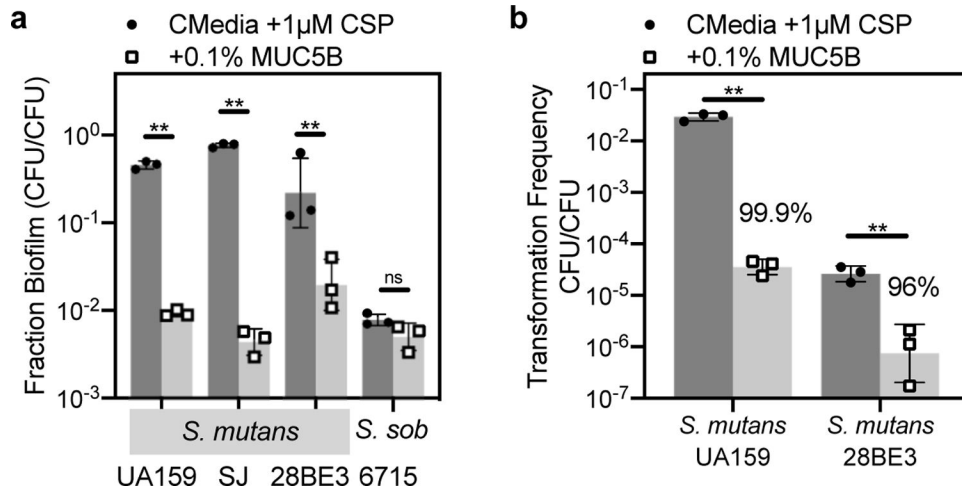 a
CMedia +1µM CSP
+0.1% MUC5B
Fraction Biofilm (CFU/CFU)
10⁰
10⁻¹
10⁻²
10⁻³
**
**
**
ns
S. mutans
S. sob
UA159
SJ
28BE3
6715
b
CMedia +1µM CSP
+0.1% MUC5B
Transformation Frequency
CFU/CFU
10⁻¹
10⁻²
10⁻³
10⁻⁴
10⁻⁵
10⁻⁶
10⁻⁷
**
99.9%
**
96%
S. mutans
UA159
S. mutans
28BE3